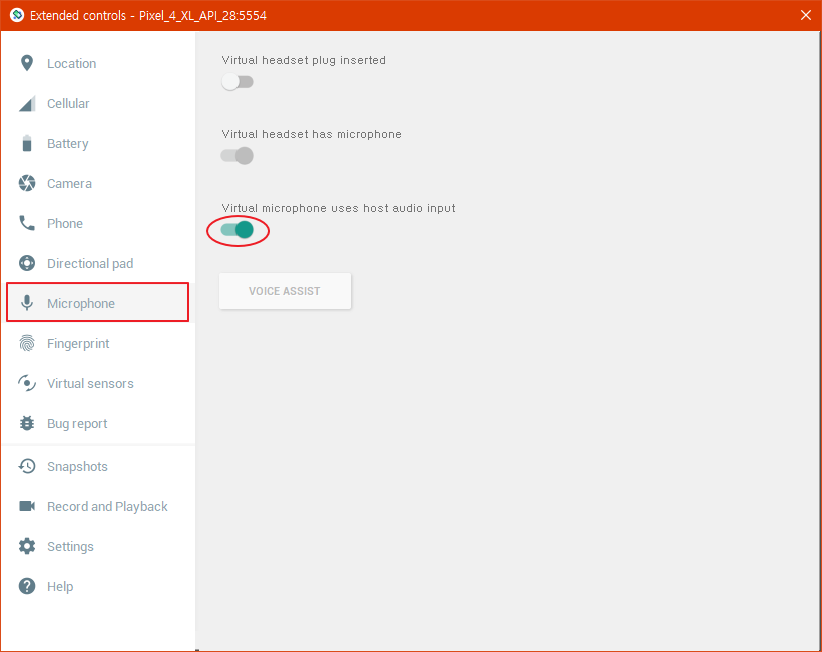 Extended controls - Pixel_4_XL_API_28:5554
Location
Cellular
Battery
Camera
Phone
Directional pad
Microphone
Fingerprint
Virtual sensors
Bug report
Snapshots
Record and Playback
Settings
Help
Virtual headset plug inserted
Virtual headset has microphone
Virtual microphone uses host audio input
VOICE ASSIST